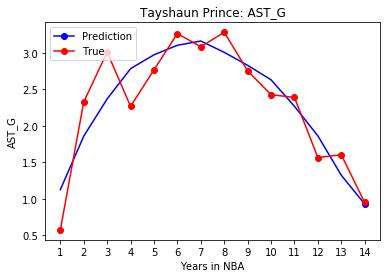 Tayshaun Prince: AST_G
Prediction
True
3.0
2.5
2.0
1.5
1.0
0.5
AST_G
1 2 3 4 5 6 7 8 9 10 11 12 13 14
Years in NBA